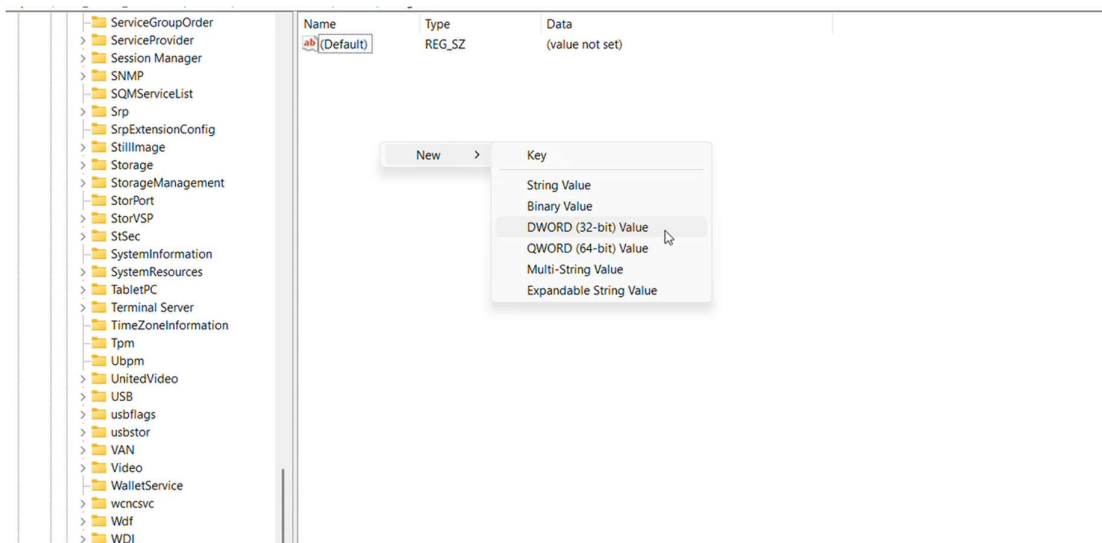 ServiceGroupOrder
ServiceProvider
Session Manager
SNMP
SQMServiceList
Srp
SrpExtensionConfig
StillImage
Storage
StorageManagement
StorPort
StorVSP
StSec
SystemInformation
SystemResources
TabletPC
Terminal Server
TimeZoneInformation
Tpm
Ubpm
UnitedVideo
USB
usbflags
usbstor
VAN
Video
WalletService
wcncsvc
Wdf
WDI
Name Type Data
ab (Default) REG_SZ (value not set)
New
Key
String Value
Binary Value
DWORD (32-bit) Value
QWORD (64-bit) Value
Multi-String Value
Expandable String Value